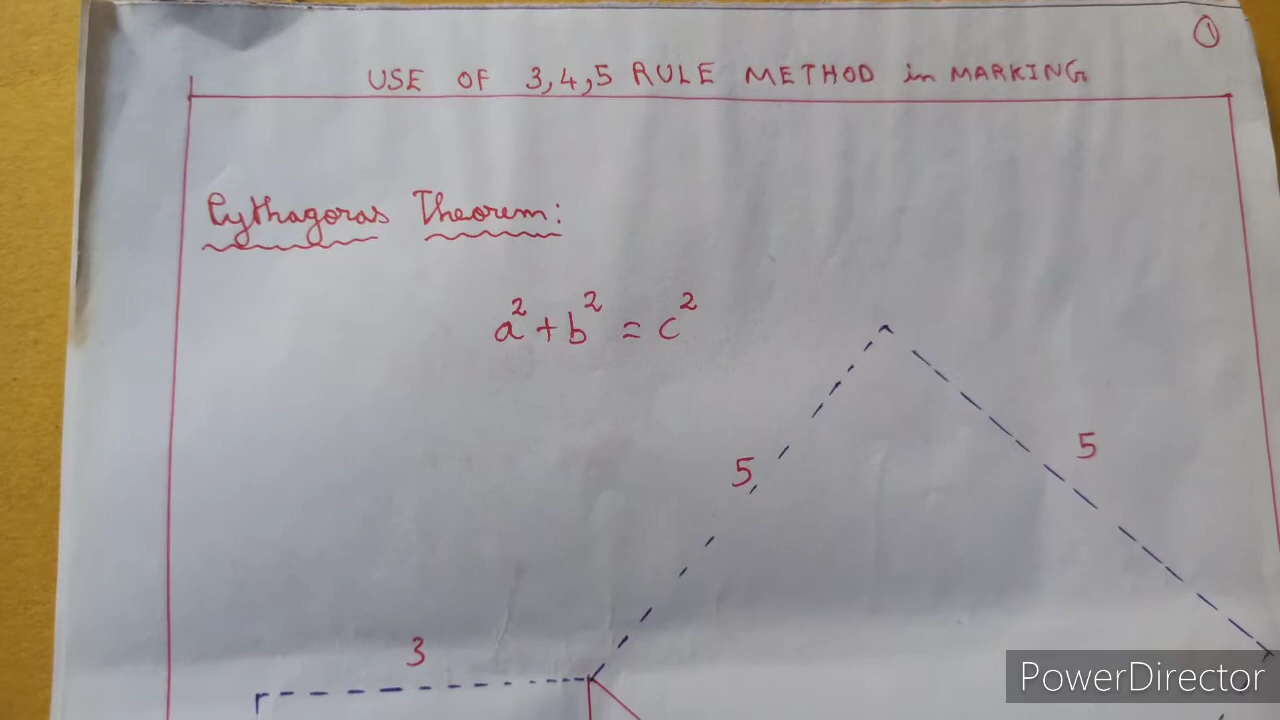 1
USE OF 3,4,5 RULE METHOD in MARKING
Pythagoras Theorem:
a² + b² = c²
5
5
3
PowerDirector